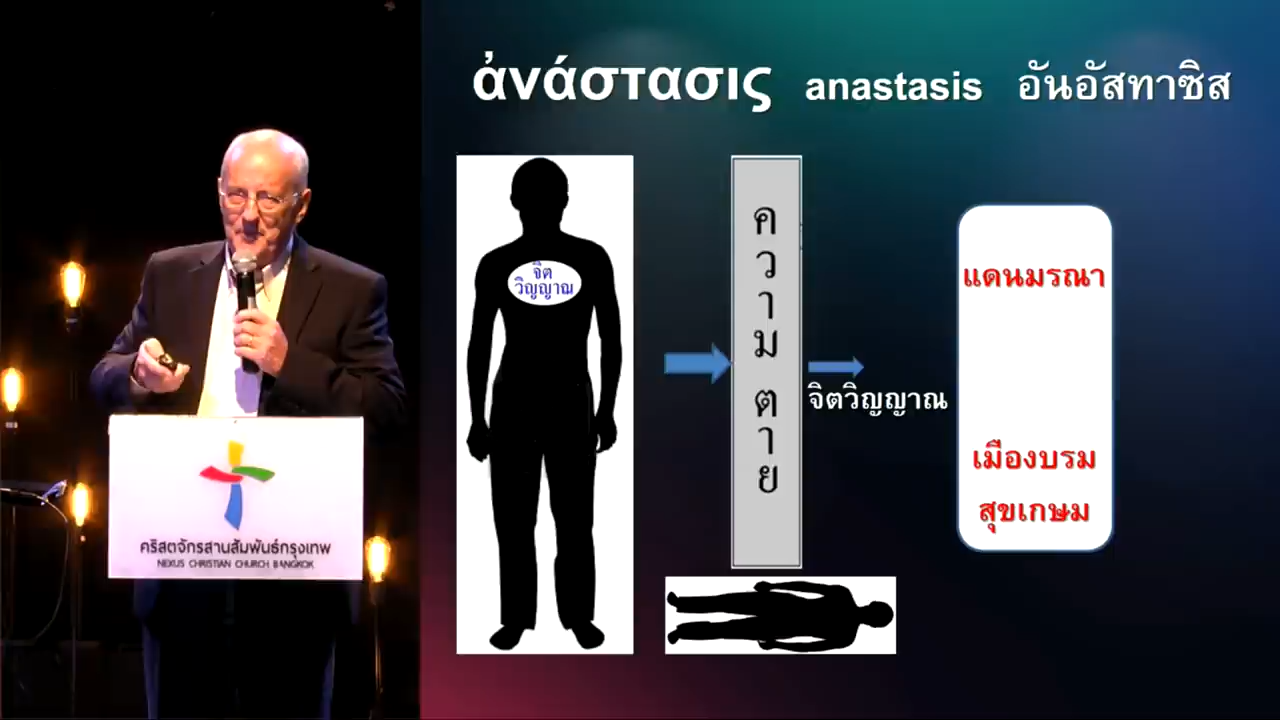 ἀνάστασις anastasis อันอัสทาซิส
จิต
วิญญาณ
ความ ตาย
จิตวิญญาณ
แดนมรณา
เมืองบรม
สุขเกษม
คริสตจักรสานสัมพันธ์กรุงเทพ
NEXUS CHRISTIAN CHURCH BANGKOK